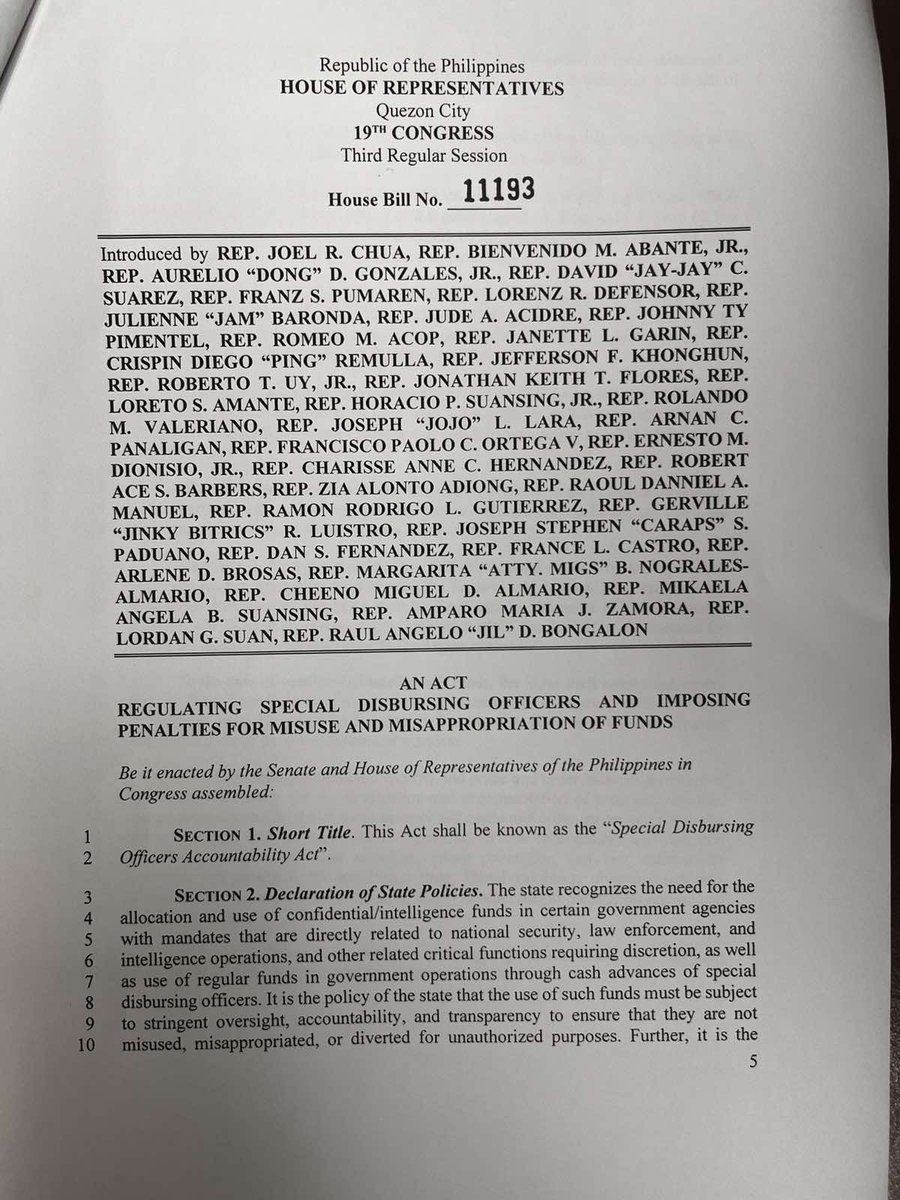 Republic of the Philippines
HOUSE OF REPRESENTATIVES
Quezon City
19TH CONGRESS
Third Regular Session
House Bill No. 11193
Introduced by REP. JOEL R. CHUA, REP. BIENVENIDO M. ABANTE, JR.,
REP. AURELIO “DONG” D. GONZALES, JR., REP. DAVID “JAY-JAY” C.
SUAREZ, REP. FRANZ S. PUMAREN, REP. LORENZ R. DEFENSOR, REP.
JULIENNE “JAM” BARONDA, REP. JUDE A. ACIDRE, REP. JOHNNY TY
PIMENTEL, REP. ROMEO M. ACOP, REP. JANETTE L. GARIN, REP.
CRISPIN DIEGO “PING” REMULLA, REP. JEFFERSON F. KHONGHUN,
REP. ROBERTO T. UY, JR., REP. JONATHAN KEITH T. FLORES, REP.
LORETO S. AMANTE, REP. HORACIO P. SUANSING, JR., REP. ROLANDO
M. VALERIANO, REP. JOSEPH “JOJO” L. LARA, REP. ARNAN C.
PANALIGAN, REP. FRANCISCO PAOLO C. ORTEGA V, REP. ERNESTO M.
DIONISIO, JR., REP. CHARISSE ANNE C. HERNANDEZ, REP. ROBERT
ACE S. BARBERS, REP. ZIA ALONTO ADIONG, REP. RAOUL DANNIEL A.
MANUEL, REP. RAMON RODRIGO L. GUTIERREZ, REP. GERVILLE
“JINKY BITRICS” R. LUISTRO, REP. JOSEPH STEPHEN “CARAPS” S.
PADUANO, REP. DAN S. FERNANDEZ, REP. FRANCE L. CASTRO, REP.
ARLENE D. BROSAS, REP. MARGARITA “ATTY. MIGS” B. NOGRALES-
ALMARIO, REP. CHEENO MIGUEL D. ALMARIO, REP. MIKAELA
ANGELA B. SUANSING, REP. AMPARO MARIA J. ZAMORA, REP.
LORDAN G. SUAN, REP. RAUL ANGELO “JIL” D. BONGALON
AN ACT
REGULATING SPECIAL DISBURSING OFFICERS AND IMPOSING
PENALTIES FOR MISUSE AND MISAPPROPRIATION OF FUNDS
Be it enacted by the Senate and House of Representatives of the Philippines in
Congress assembled:
1 SECTION 1. Short Title. This Act shall be known as the “Special Disbursing
2 Officers Accountability Act”.
3 SECTION 2. Declaration of State Policies. The state recognizes the need for the
4 allocation and use of confidential/intelligence funds in certain government agencies
5 with mandates that are directly related to national security, law enforcement, and
6 intelligence operations, and other related critical functions requiring discretion, as well
7 as use of regular funds in government operations through cash advances of special
8 disbursing officers. It is the policy of the state that the use of such funds must be subject
9 to stringent oversight, accountability, and transparency to ensure that they are not
10 misused, misappropriated, or diverted for unauthorized purposes. Further, it is the
5